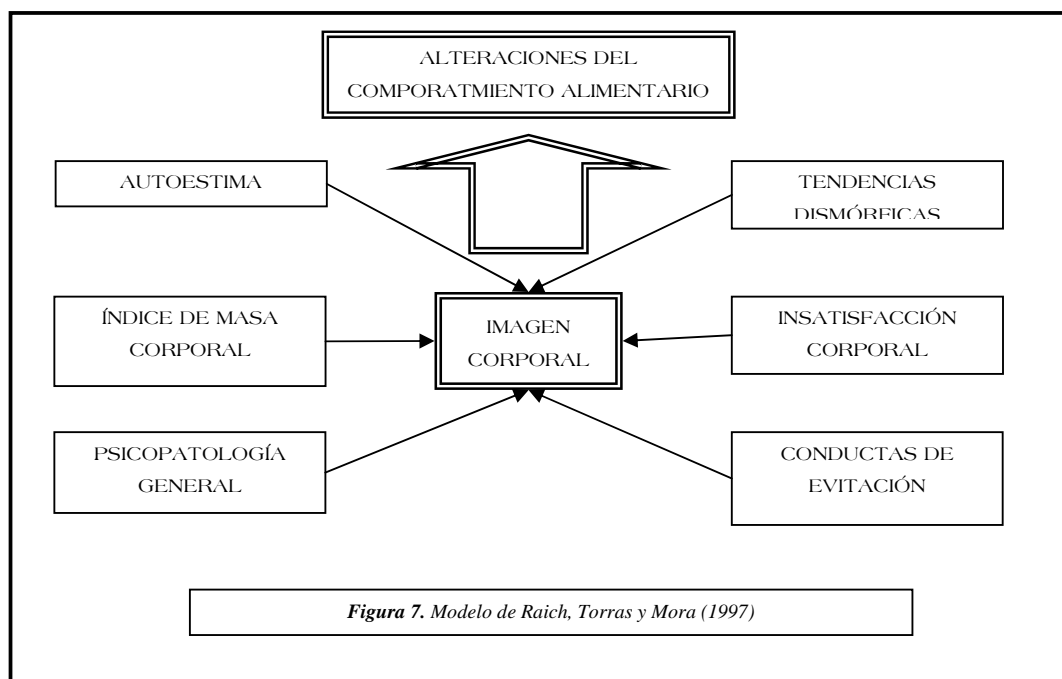 ALTERACIONES DEL
COMPORATMIENTO ALIMENTARIO
AUTOESTIMA
TENDENCIAS
DISMÓRFICAS
ÍNDICE DE MASA
CORPORAL
IMAGEN
CORPORAL
INSATISFACCIÓN
CORPORAL
PSICOPATOLOGÍA
GENERAL
CONDUCTAS DE
EVITACIÓN
Figura 7. Modelo de Raich, Torras y Mora (1997)